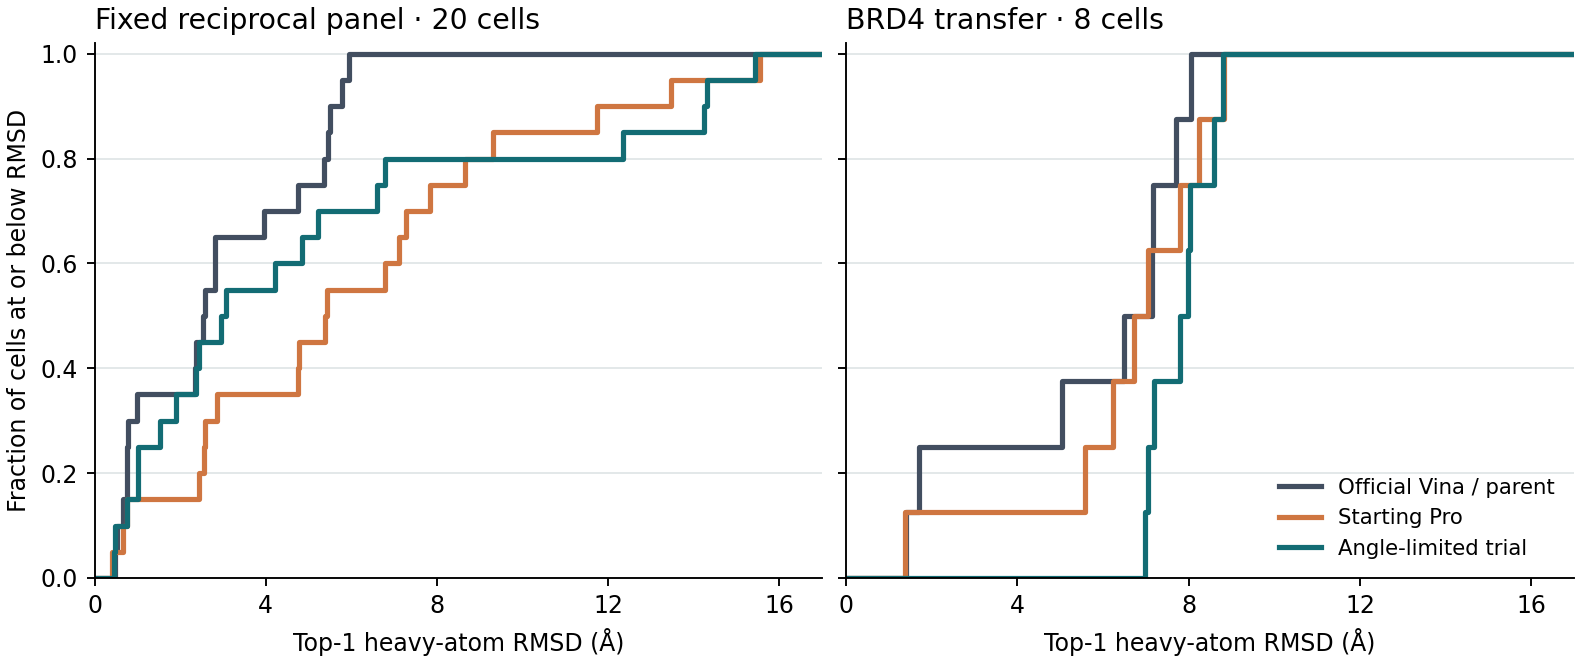 Fixed reciprocal panel · 20 cells
Fraction of cells at or below RMSD
1.0
0.8
0.6
0.4
0.2
0.0
0 4 8 12 16
Top-1 heavy-atom RMSD (Å)
BRD4 transfer · 8 cells
Official Vina / parent
Starting Pro
Angle-limited trial
0 4 8 12 16
Top-1 heavy-atom RMSD (Å)